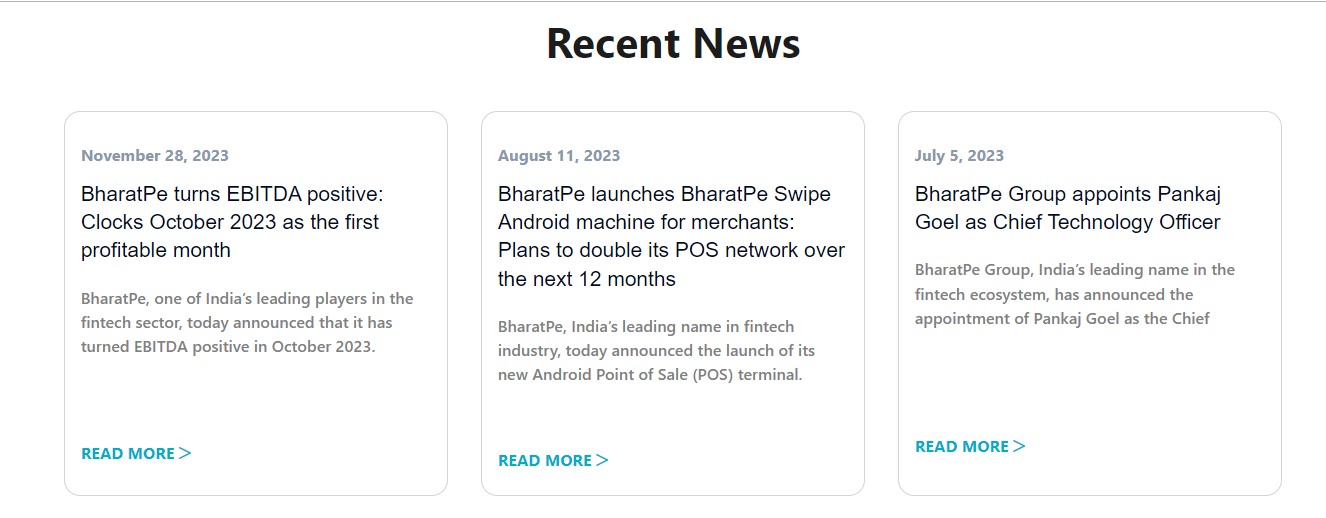 Recent News
November 28, 2023
BharatPe turns EBITDA positive:
Clocks October 2023 as the first
profitable month
BharatPe, one of India’s leading players in the
fintech sector, today announced that it has
turned EBITDA positive in October 2023.
READ MORE >
August 11, 2023
BharatPe launches BharatPe Swipe
Android machine for merchants:
Plans to double its POS network over
the next 12 months
BharatPe, India’s leading name in fintech
industry, today announced the launch of its
new Android Point of Sale (POS) terminal.
READ MORE >
July 5, 2023
BharatPe Group appoints Pankaj
Goel as Chief Technology Officer
BharatPe Group, India’s leading name in the
fintech ecosystem, has announced the
appointment of Pankaj Goel as the Chief
READ MORE >